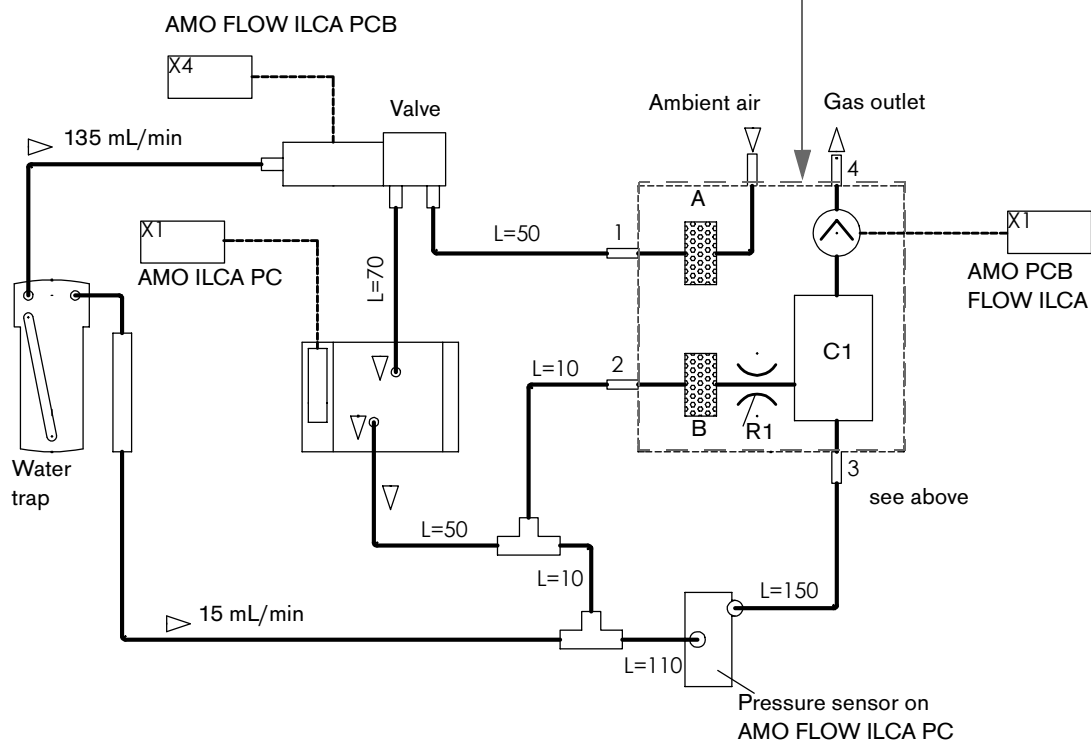 AMO FLOW ILCA PCB
X4
Valve
Ambient air
Gas outlet
135 mL/min
4
A
X1
1
L=50
X1
AMO ILCA PC
L=70
AMO PCB
FLOW ILCA
C1
2
L=10
B
R1
Water
trap
3
see above
L=50
L=10
L=150
15 mL/min
L=110
Pressure sensor on
AMO FLOW ILCA PC